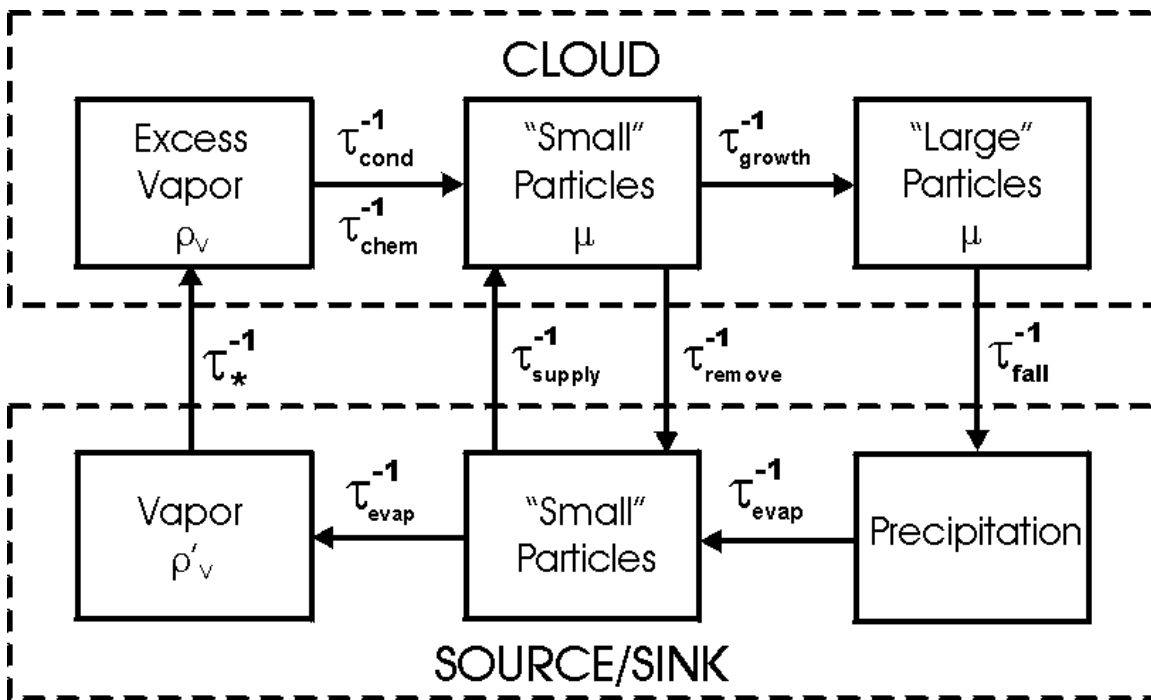 CLOUD
Excess
Vapor
ρᵥ
τ⁻¹cond
τ⁻¹chem
“Small”
Particles
μ
τ⁻¹growth
“Large”
Particles
μ
τ⁻¹*
τ⁻¹supply
τ⁻¹remove
τ⁻¹fall
Vapor
ρ′ᵥ
τ⁻¹evap
“Small”
Particles
τ⁻¹evap
Precipitation
SOURCE/SINK